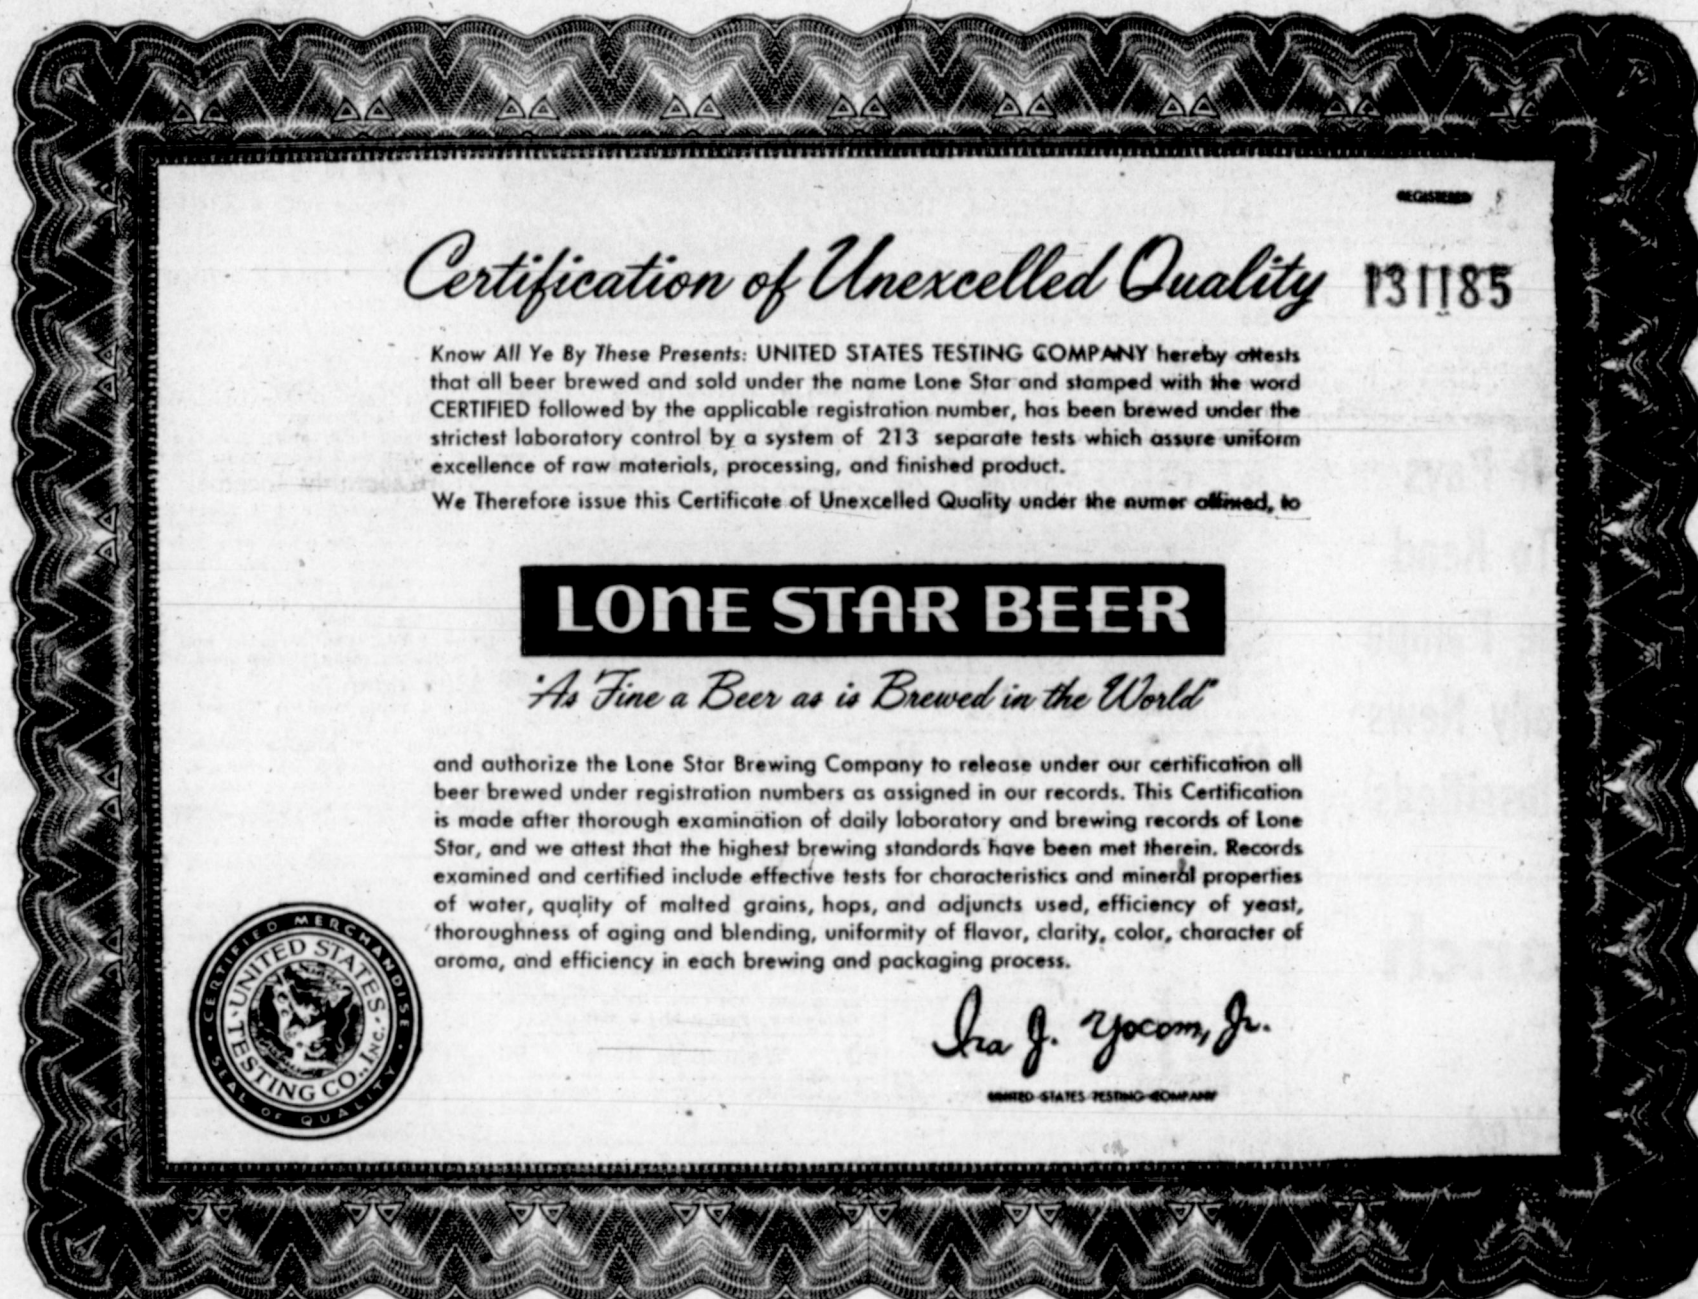 REGISTERED
Certification of Unexcelled Quality 131185
Know All Ye By These Presents: UNITED STATES TESTING COMPANY hereby attests
that all beer brewed and sold under the name Lone Star and stamped with the word
CERTIFIED followed by the applicable registration number, has been brewed under the
strictest laboratory control by a system of 213 separate tests which assure uniform
excellence of raw materials, processing, and finished product.
We Therefore issue this Certificate of Unexcelled Quality under the numer affixed, to
LONE STAR BEER
"As Fine a Beer as is Brewed in the World"
and authorize the Lone Star Brewing Company to release under our certification all
beer brewed under registration numbers as assigned in our records. This Certification
is made after thorough examination of daily laboratory and brewing records of Lone
Star, and we attest that the highest brewing standards have been met therein. Records
examined and certified include effective tests for characteristics and mineral properties
of water, quality of malted grains, hops, and adjuncts used, efficiency of yeast,
thoroughness of aging and blending, uniformity of flavor, clarity, color, character of
aroma, and efficiency in each brewing and packaging process.
CERTIFIED MERCHANDISE
UNITED STATES
TESTING CO., INC.
SEAL OF QUALITY
Ira J. Yocom, Jr.
UNITED STATES TESTING COMPANY